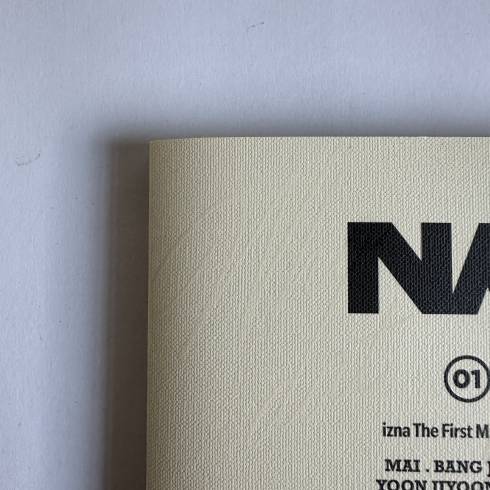 NA
01
izna The First M
MAI . BANG J
YOON JIYOON